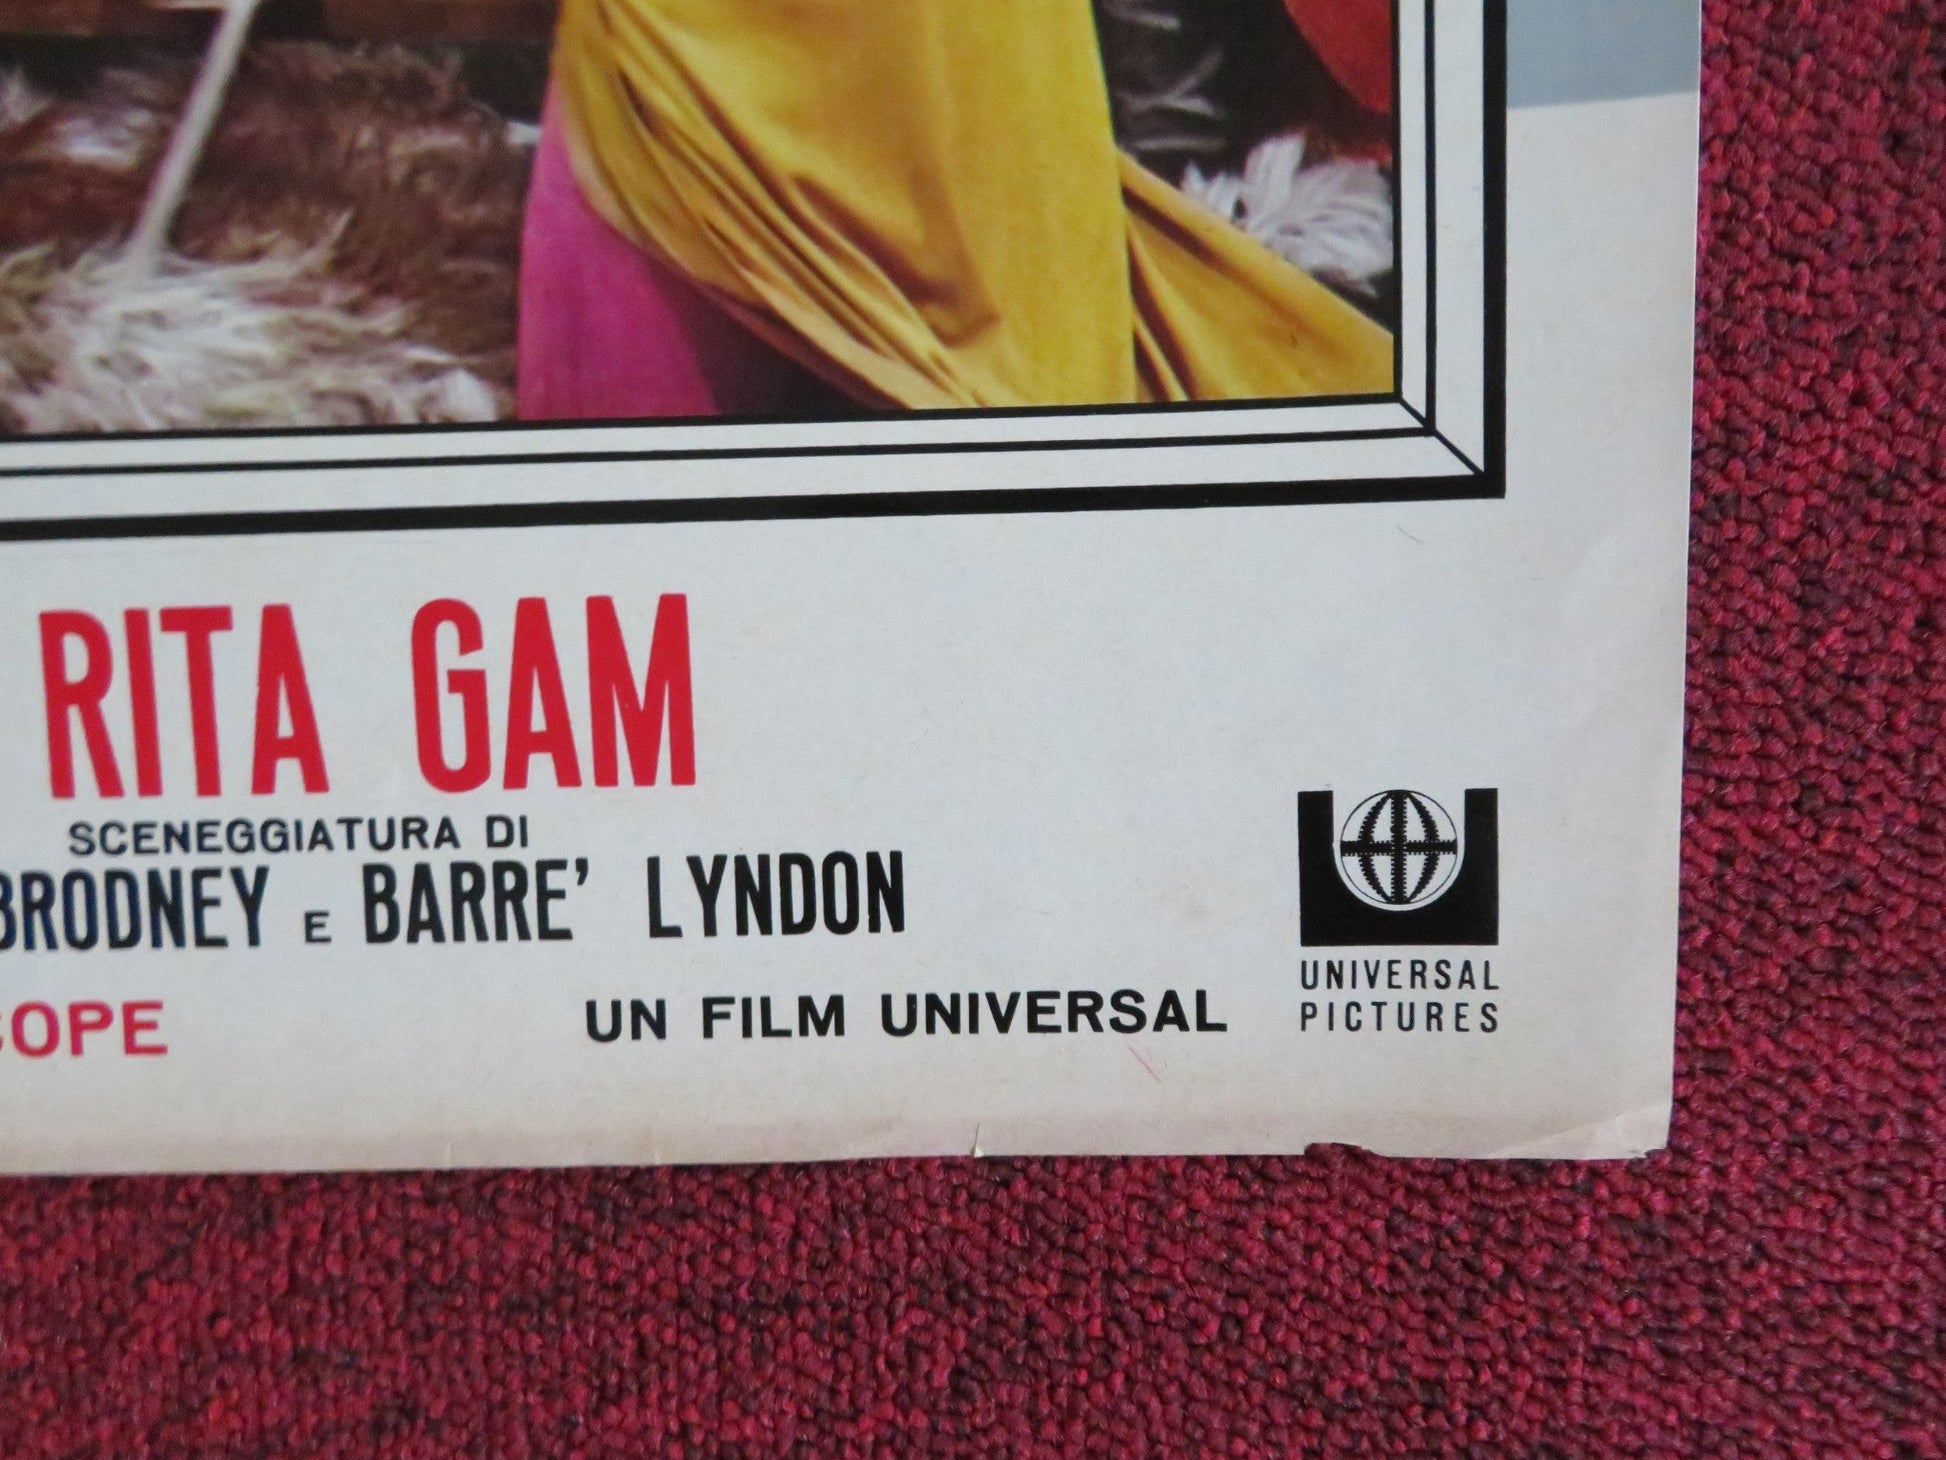 RITA GAM
SCENEGGIATURA DI
BRODNEY E BARRE' LYNDON
COPE
UN FILM UNIVERSAL
UNIVERSAL
PICTURES